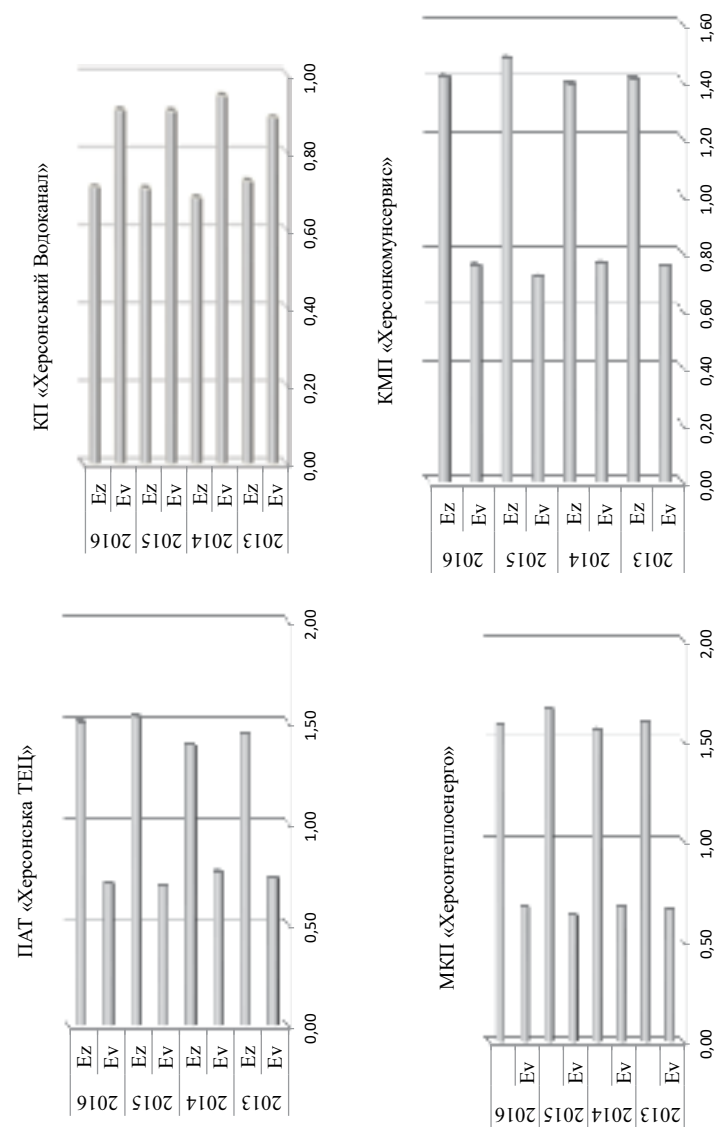 ПАТ «Херсонська ТЕЦ»
2016 Ez
Ev
2015 Ez
Ev
2014 Ez
Ev
2013 Ez
Ev
0,00 0,50 1,00 1,50 2,00
КП «Херсонський Водоканал»
2016 Ez
Ev
2015 Ez
Ev
2014 Ez
Ev
2013 Ez
Ev
0,00 0,20 0,40 0,60 0,80 1,00
МКП «Херсонтеплоенерго»
2016
Ev
2015
Ev
2014
Ev
2013
Ev
0,00 0,50 1,00 1,50 2,00
КМП «Херсонкомунсервис»
2016 Ez
Ev
2015 Ez
Ev
2014 Ez
Ev
2013 Ez
Ev
0,00 0,20 0,40 0,60 0,80 1,00 1,20 1,40 1,60